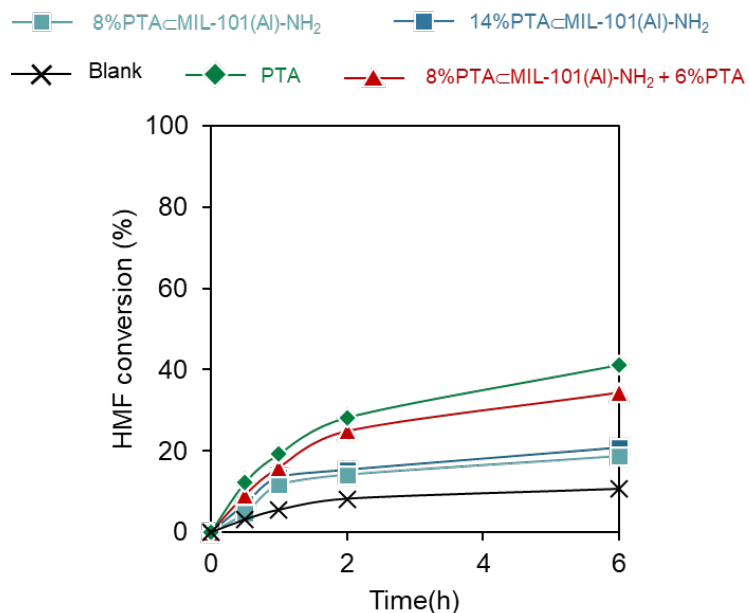 8%PTA⊂MIL-101(Al)-NH₂ 14%PTA⊂MIL-101(Al)-NH₂
Blank PTA 8%PTA⊂MIL-101(Al)-NH₂ + 6%PTA
100
80
60
40
20
0
HMF conversion (%)
0 2 4 6
Time(h)